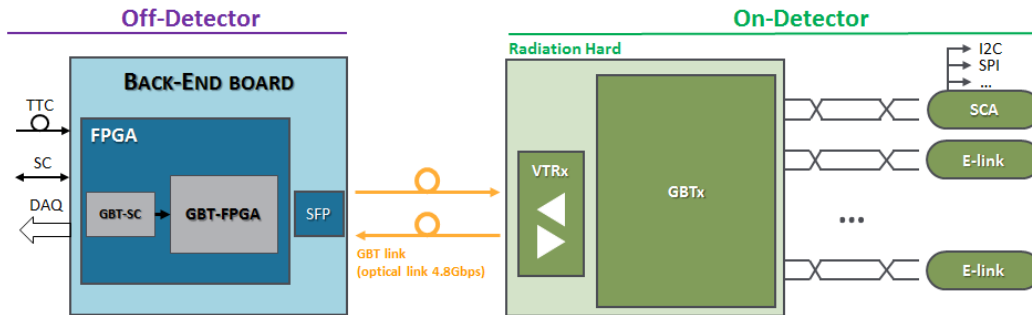 Off-Detector
On-Detector
Radiation Hard
I2C
SPI
...
BACK-END BOARD
TTC
SCA
FPGA
SC
VTRx
E-link
GBTx
DAQ
GBT-SC
GBT-FPGA
SFP
...
GBT link
(optical link 4.8Gbps)
E-link